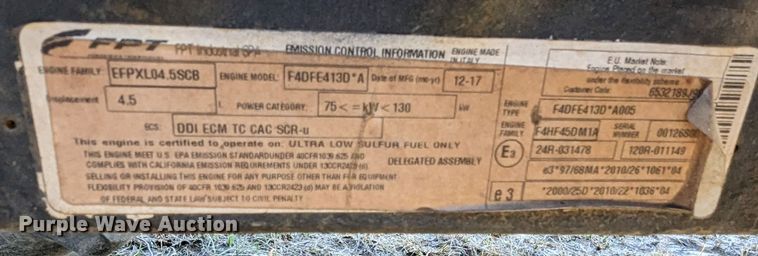 FPT FPT Industrial SPA EMISSION CONTROL INFORMATION ENGINE MADE IN ITALY
ENGINE FAMILY: EFPXL04.5SCB ENGINE MODEL: F4DFE413D*A Date of MFG (mo-yr) 12-17
Displacement 4.5 L POWER CATEGORY: 75<=kW<130 kW
ECS: DDI ECM TC CAC SCR-u
This engine is certified to operate on: ULTRA LOW SULFUR FUEL ONLY
THIS ENGINE MEET U.S. EPA EMISSION STANDARDUNDER 40CFR 1039.625 AND
COMPLIES WITH CALIFORNIA EMISSION REQUIREMENTS UNDER 13CCR2423(d) DELEGATED ASSEMBLY
SELLING OR INSTALLING THIS ENGINE FOR A PURPOSE OTHER THAN FOR EQUIPMENT
FLEXIBILITY PROVISION OF 40CFR 1039.625 AND 13CCR2423 (d) MAY BE A VIOLATION
OF FEDERAL AND STATE LAW SUBJECT TO CIVIL PENALTY
E.U. Market Note:
Engine Placed on the market
under the flexibility scheme
Customer Code:
ENGINE TYPE F4DFE413D*A005
ENGINE FAMILY F4HF45DM1A SERIAL NUMBER
E3 24R-031478 120R-011149
e3*97/68MA*2010/26*1061*04
e3 *2000/25D*2010/22*1036*04
Purple Wave Auction